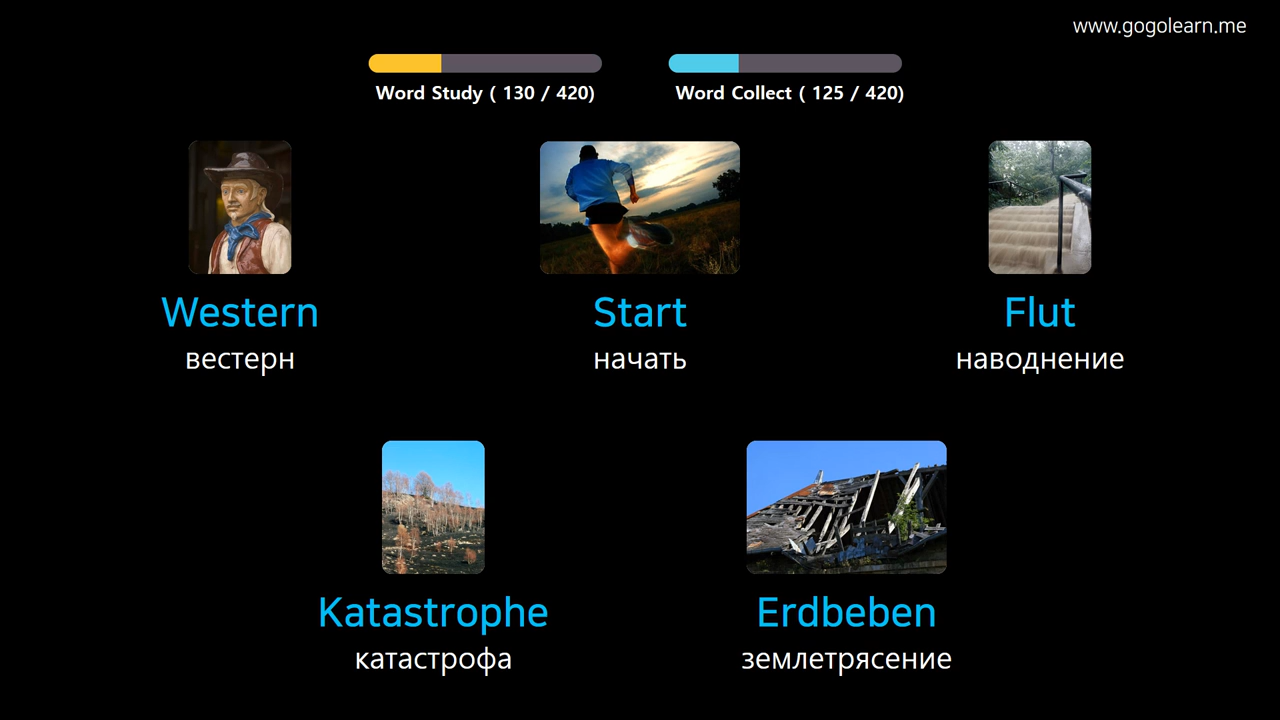 www.gogolearn.me
Word Study ( 130 / 420)
Word Collect ( 125 / 420)
Western
вестерн
Start
начать
Flut
наводнение
Katastrophe
катастрофа
Erdbeben
землетрясение